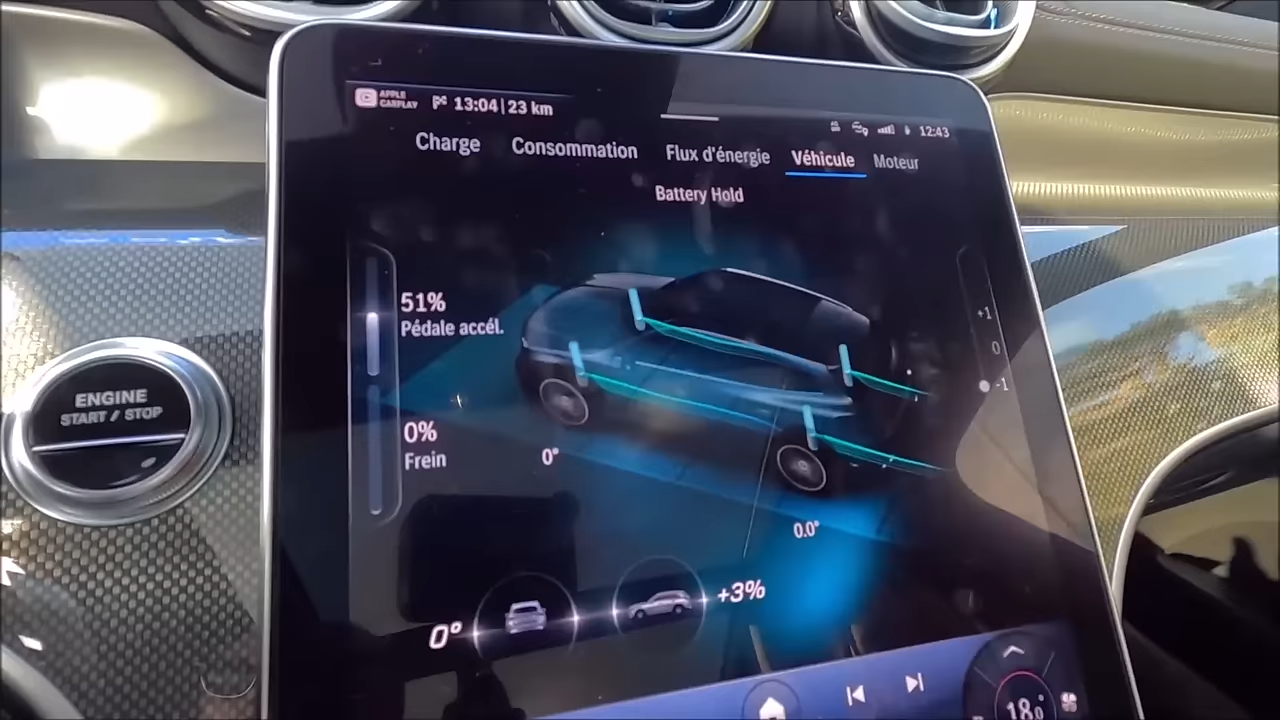 APPLE
CARPLAY
13:04 | 23 km
12:43
Charge
Consommation
Flux d'énergie
Véhicule
Moteur
Battery Hold
51%
Pédale accél.
+1
0
-1
ENGINE
START / STOP
0%
Frein
0°
0.0°
+3%
0°
18.0